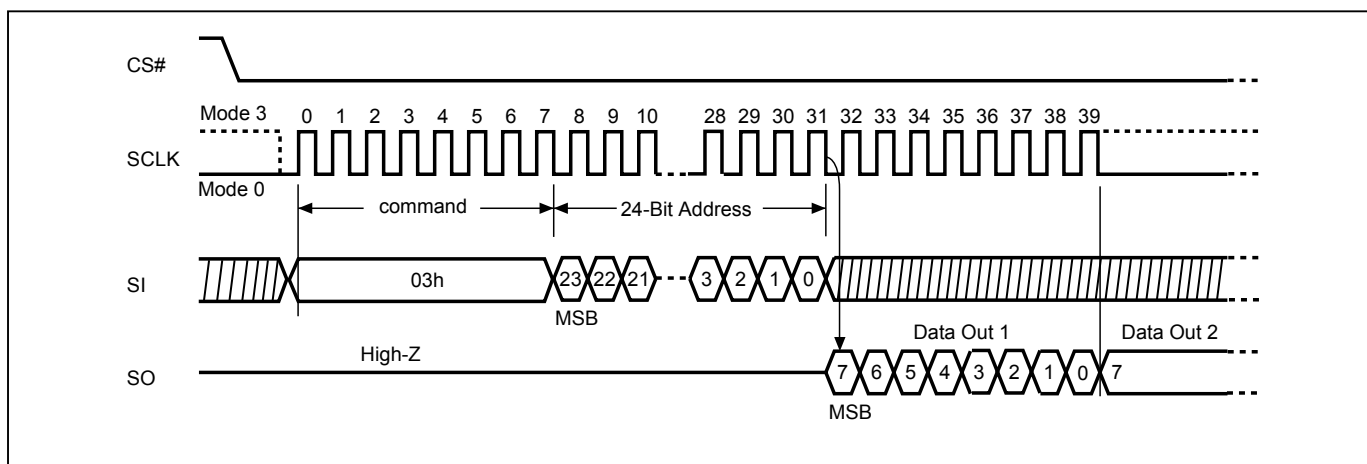 CS#
Mode 3
0 1 2 3 4 5 6 7 8 9 10 28 29 30 31 32 33 34 35 36 37 38 39
SCLK
Mode 0
command
24-Bit Address
SI
03h
23 22 21 3 2 1 0
MSB
Data Out 1
Data Out 2
High-Z
SO
7 6 5 4 3 2 1 0 7
MSB